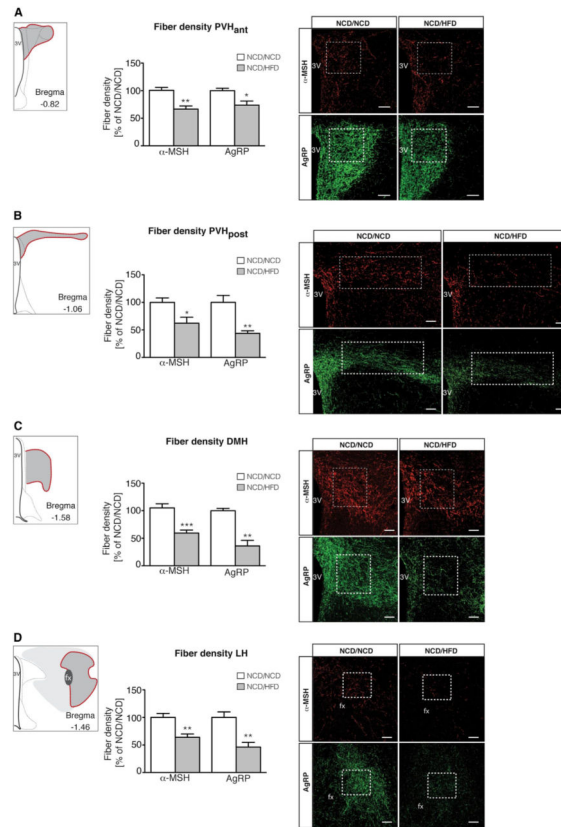 A
3V
Bregma
-0.82
Fiber density PVHant
Fiber density
[% of NCD/NCD]
150
100
50
0
NCD/NCD
NCD/HFD
**
*
α-MSH AgRP
NCD/NCD NCD/HFD
α-MSH
3V 3V
AgRP
3V 3V
B
3V
Bregma
-1.06
Fiber density PVHpost
Fiber density
[% of NCD/NCD]
150
100
50
0
NCD/NCD
NCD/HFD
*
**
α-MSH AgRP
NCD/NCD NCD/HFD
α-MSH
3V 3V
AgRP
3V 3V
C
3V
Bregma
-1.58
Fiber density DMH
Fiber density
[% of NCD/NCD]
150
100
50
0
NCD/NCD
NCD/HFD
***
**
α-MSH AgRP
NCD/NCD NCD/HFD
α-MSH
3V 3V
AgRP
3V 3V
D
3V
fx
Bregma
-1.46
Fiber density LH
Fiber density
[% of NCD/NCD]
150
100
50
0
NCD/NCD
NCD/HFD
**
**
α-MSH AgRP
NCD/NCD NCD/HFD
α-MSH
fx fx
AgRP
fx fx